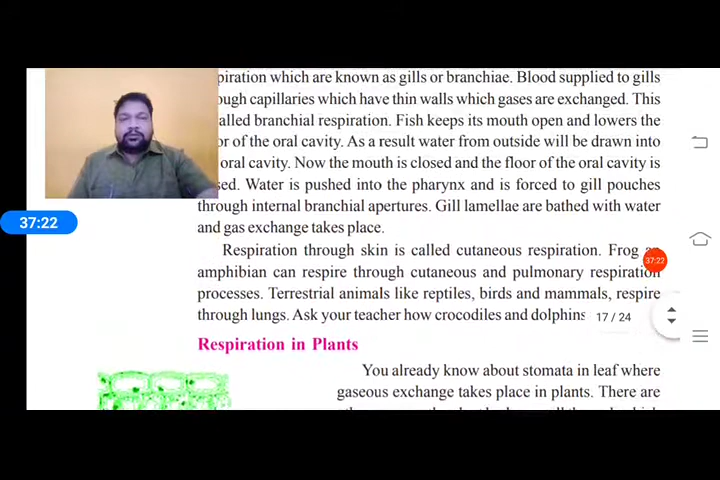 piration which are known as gills or branchiae. Blood supplied to gills
ough capillaries which have thin walls which gases are exchanged. This
alled branchial respiration. Fish keeps its mouth open and lowers the
or of the oral cavity. As a result water from outside will be drawn into
oral cavity. Now the mouth is closed and the floor of the oral cavity is
sed. Water is pushed into the pharynx and is forced to gill pouches
through internal branchial apertures. Gill lamellae are bathed with water
and gas exchange takes place.
37:22
Respiration through skin is called cutaneous respiration. Frog
37:22
amphibian can respire through cutaneous and pulmonary respiration
processes. Terrestrial animals like reptiles, birds and mammals, respire
through lungs. Ask your teacher how crocodiles and dolphins
17 / 24
Respiration in Plants
You already know about stomata in leaf where
gaseous exchange takes place in plants. There are